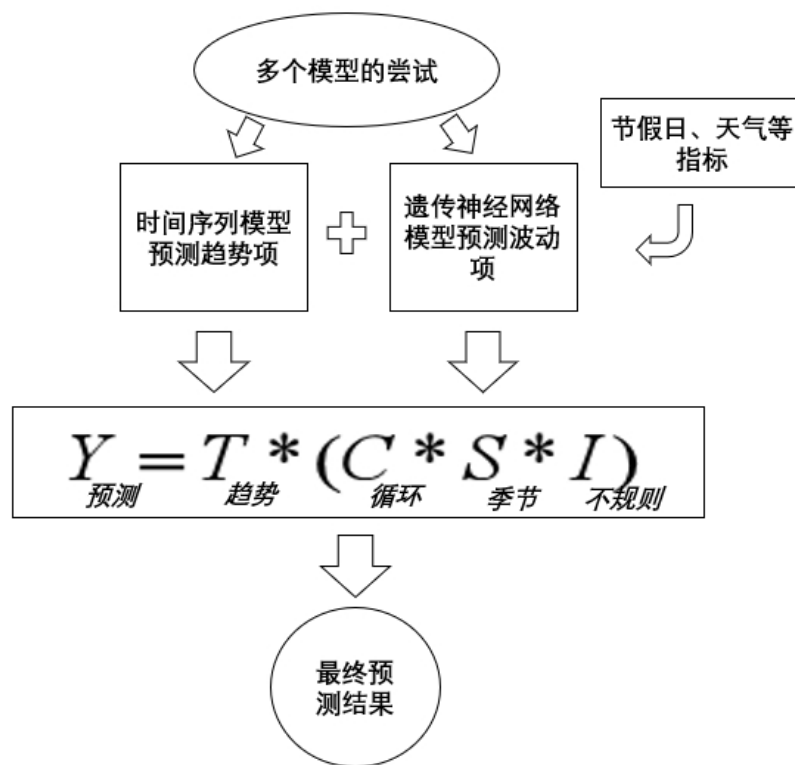 多个模型的尝试
节假日、天气等
指标
时间序列模型
预测趋势项
遗传神经网络
模型预测波动
项
Y = T * (C * S * I)
预测 趋势 循环 季节 不规则
最终预
测结果